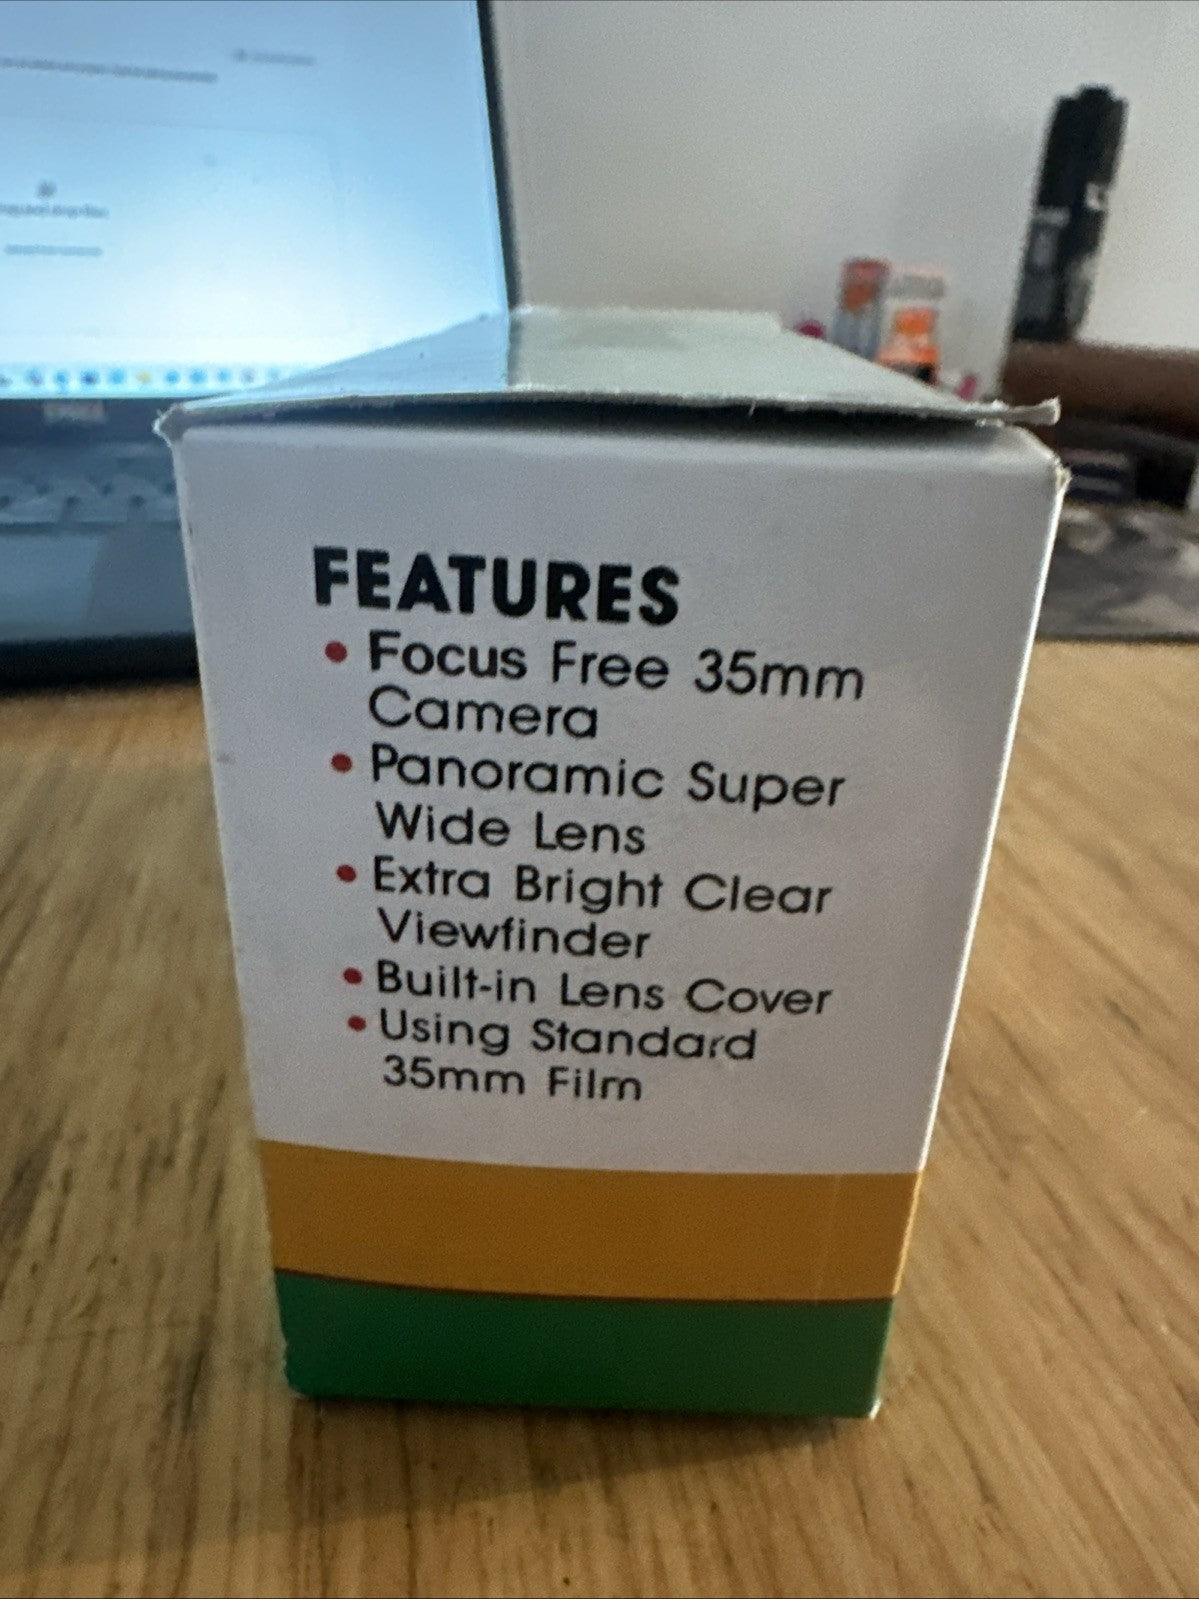 FEATURES
• Focus Free 35mm
Camera
• Panoramic Super
Wide Lens
• Extra Bright Clear
Viewfinder
• Built-in Lens Cover
• Using Standard
35mm Film